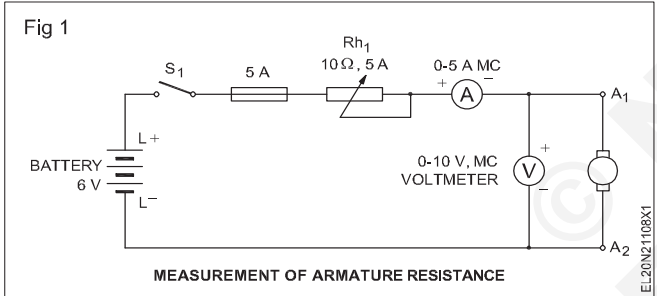 Fig 1
Rh1
10Ω, 5 A
S1
5 A
0-5 A MC
+
−
A
A1
L+
BATTERY
6 V
L−
0-10 V, MC
VOLTMETER
+
V
−
A2
MEASUREMENT OF ARMATURE RESISTANCE
EL20N21108X1
©